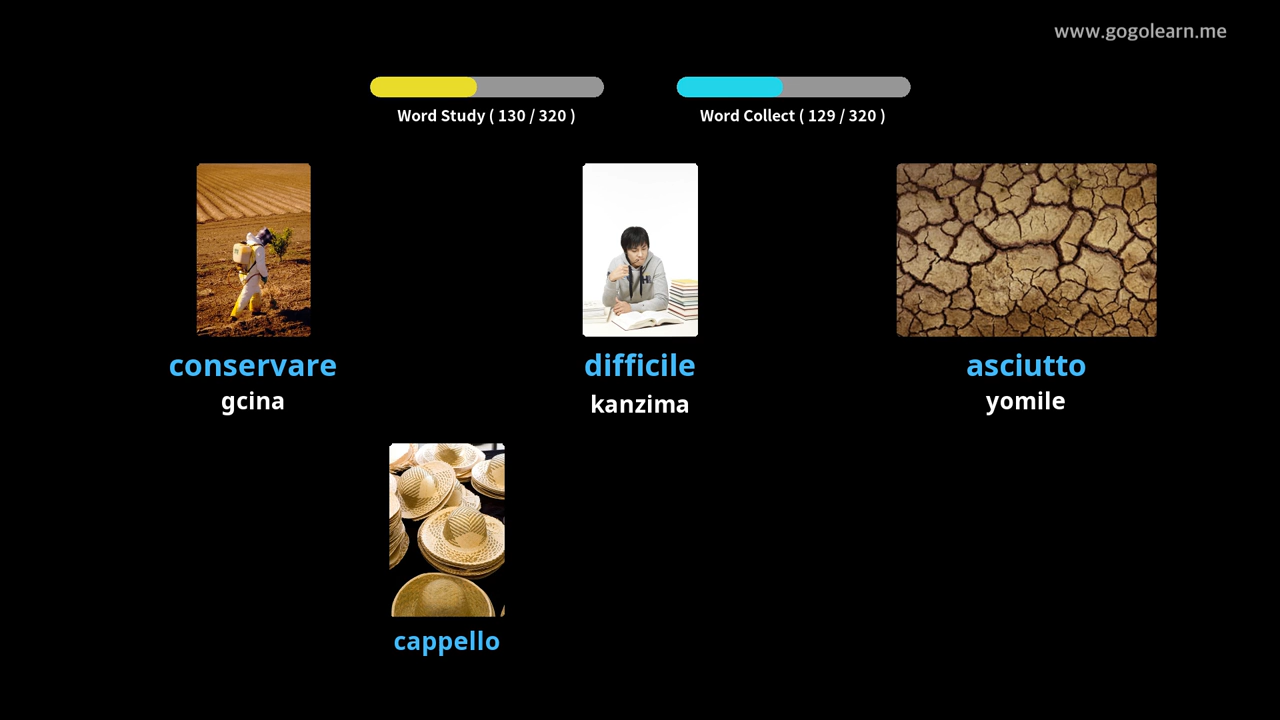 www.gogolearn.me
Word Study ( 130 / 320 )
Word Collect ( 129 / 320 )
conservare
gcina
difficile
kanzima
asciutto
yomile
cappello